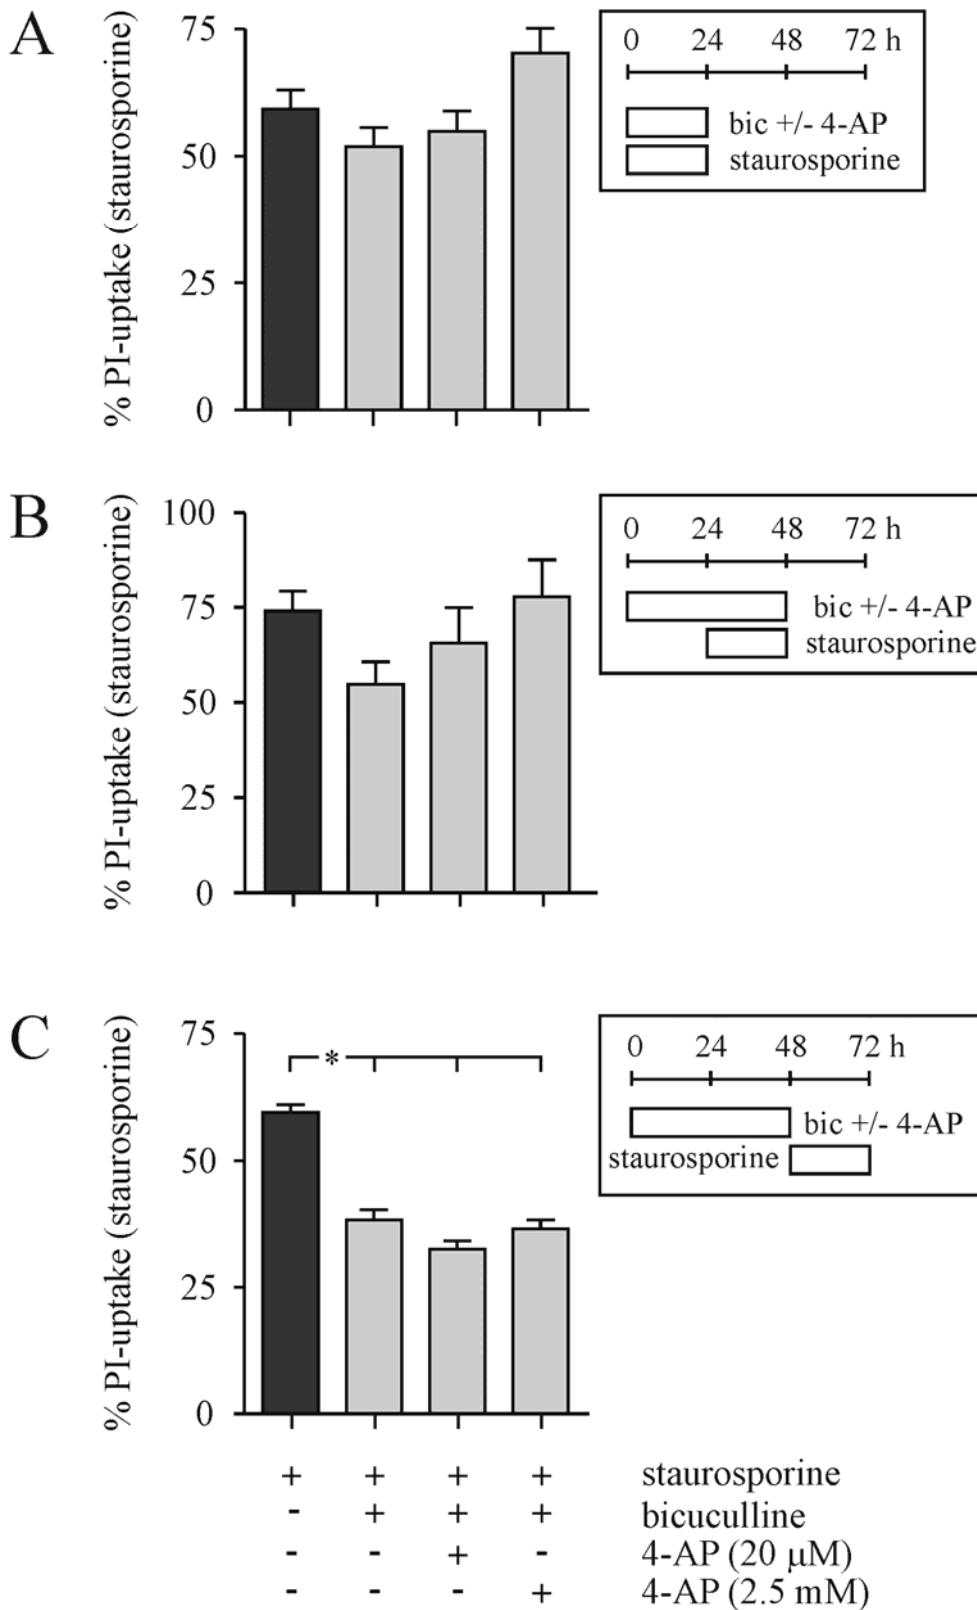 A
% PI-uptake (staurosporine)
75
50
25
0
0 24 48 72 h
bic +/- 4-AP
staurosporine
B
% PI-uptake (staurosporine)
100
75
50
25
0
0 24 48 72 h
bic +/- 4-AP
staurosporine
C
% PI-uptake (staurosporine)
75
50
25
0
*
0 24 48 72 h
bic +/- 4-AP
staurosporine
+ + + + staurosporine
- + + + bicuculline
- - + - 4-AP (20 μM)
- - - + 4-AP (2.5 mM)